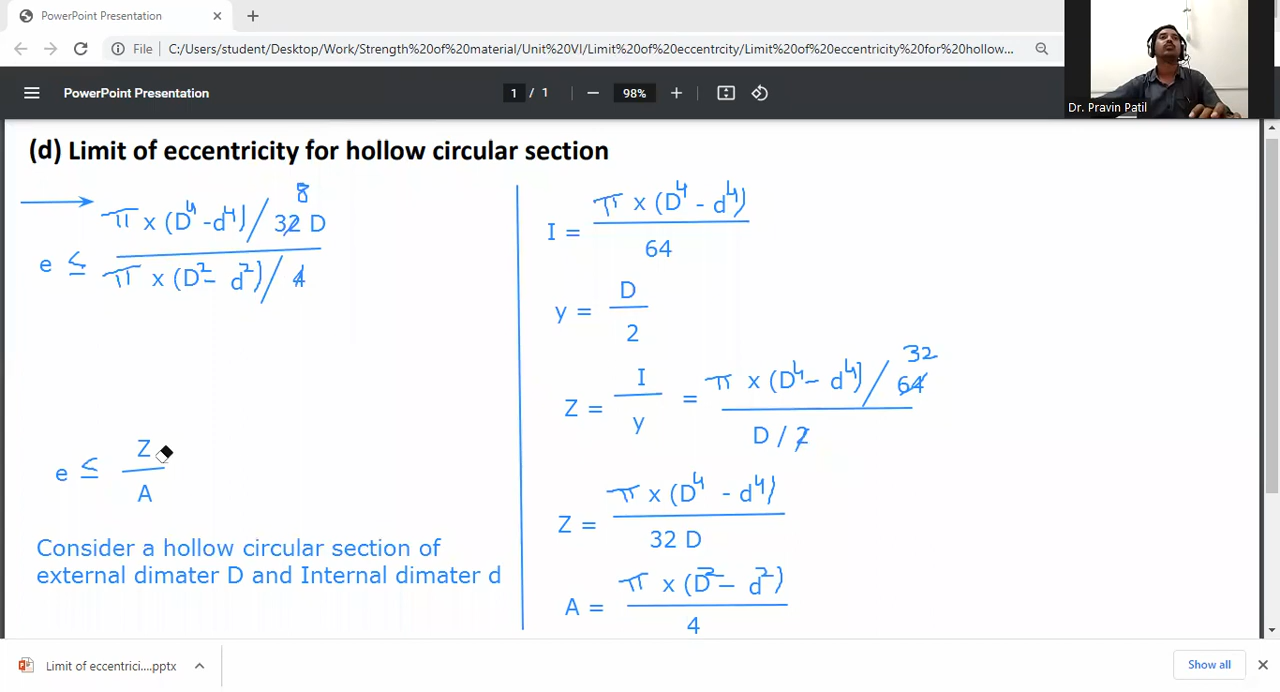 PowerPoint Presentation
File C:/Users/student/Desktop/Work/Strength%20of%20material/Unit%20VI/Limit%20of%20eccentrcity/Limit%20of%20eccentricity%20for%20hollow...
PowerPoint Presentation 1 / 1 98%
Dr. Pravin Patil
(d) Limit of eccentricity for hollow circular section
8
π x (D⁴ -d⁴) / 32 D
e ≤
π x (D² – d²) / 4
e ≤ Z
A
Consider a hollow circular section of
external dimater D and Internal dimater d
I = π x (D⁴ - d⁴)
64
y = D
2
32
Z = I = π x (D⁴ – d⁴) / 64
y D / 2
Z = π x (D⁴ - d⁴)
32 D
A = π x (D² – d²)
4
Limit of eccentrici....pptx
Show all